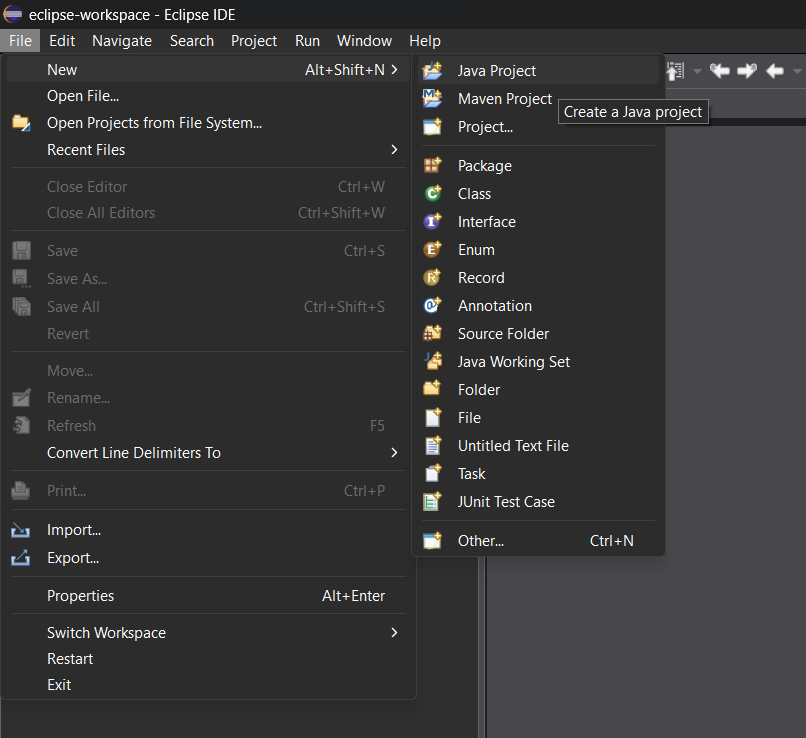 eclipse-workspace - Eclipse IDE
File Edit Navigate Search Project Run Window Help
New Alt+Shift+N
Open File...
Open Projects from File System...
Recent Files
Close Editor Ctrl+W
Close All Editors Ctrl+Shift+W
Save Ctrl+S
Save As...
Save All Ctrl+Shift+S
Revert
Move...
Rename...
Refresh F5
Convert Line Delimiters To
Print... Ctrl+P
Import...
Export...
Properties Alt+Enter
Switch Workspace
Restart
Exit
Java Project
Maven Project
Create a Java project
Project...
Package
Class
Interface
Enum
Record
Annotation
Source Folder
Java Working Set
Folder
File
Untitled Text File
Task
JUnit Test Case
Other... Ctrl+N